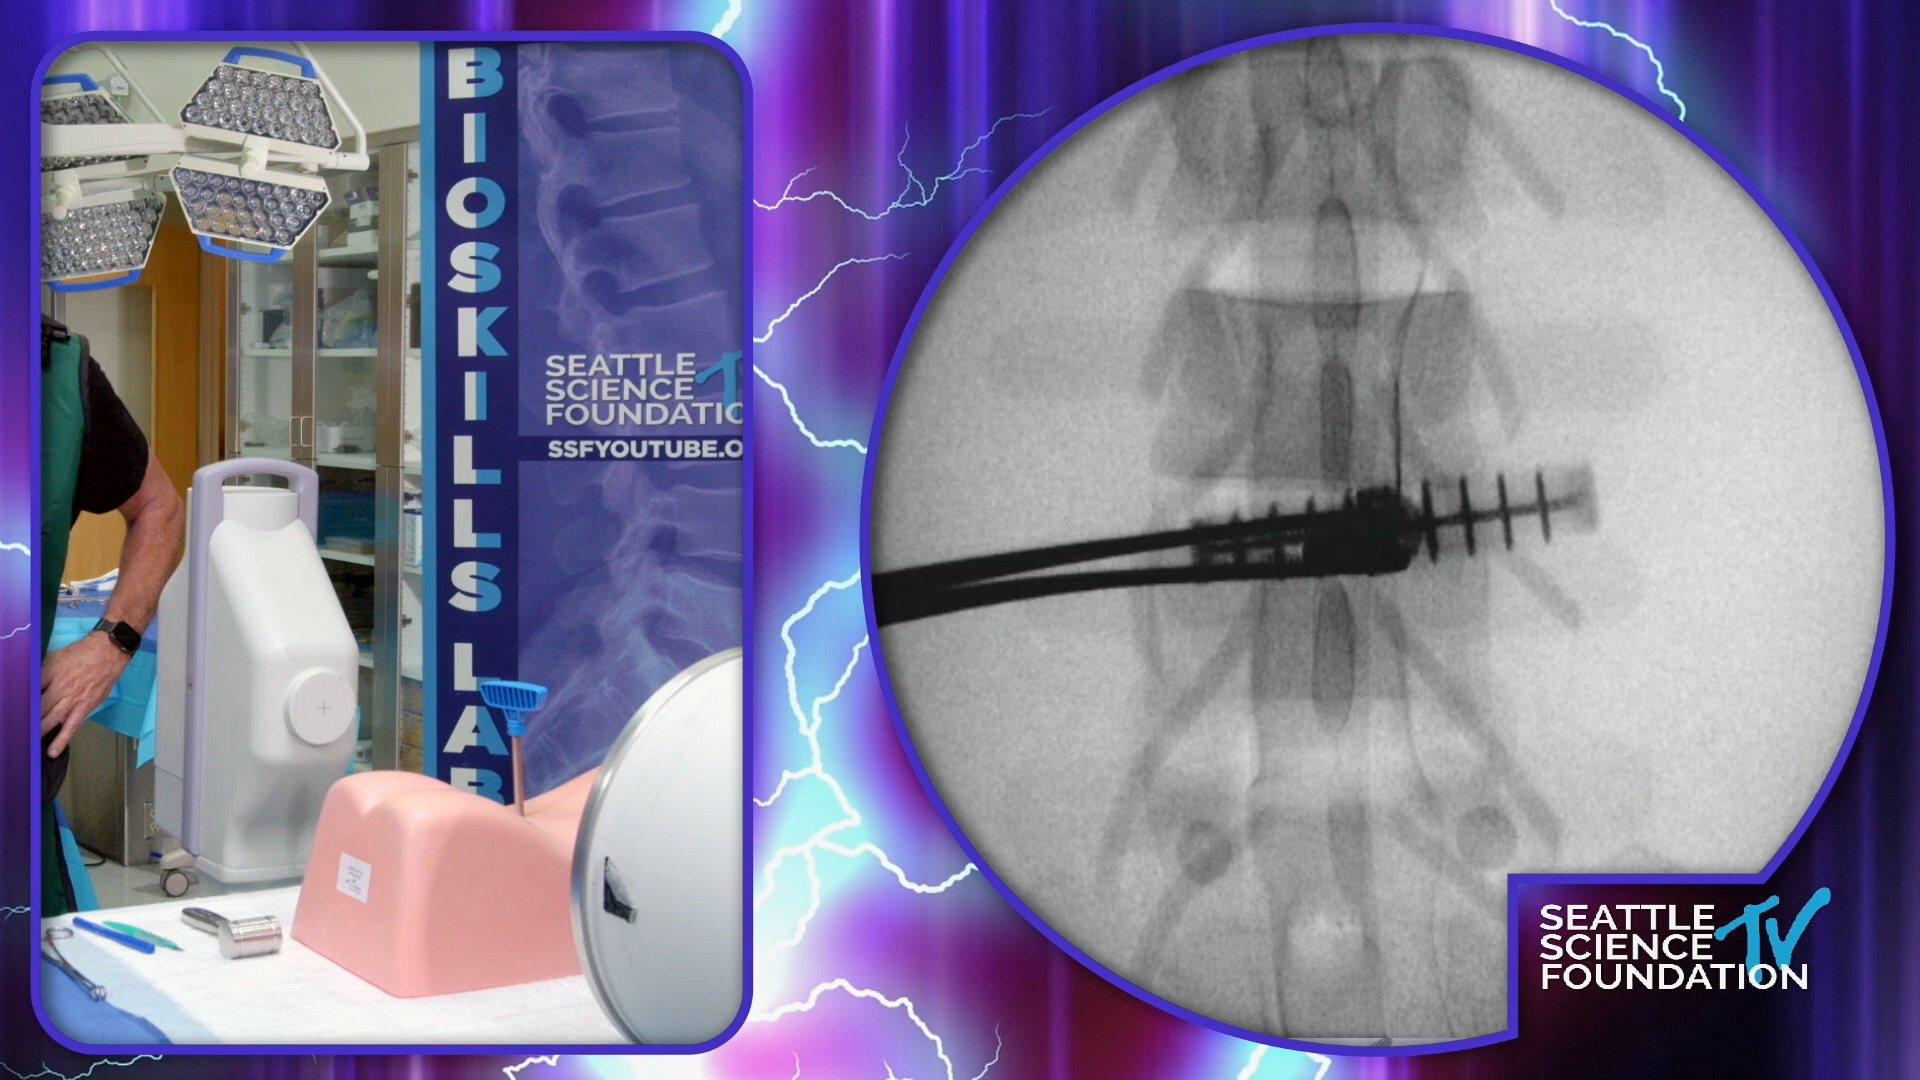 BIOSKILLS LAB
SEATTLE
SCIENCE
FOUNDATIO
SSFYOUTUBE.O
SEATTLE
SCIENCE TV
FOUNDATION